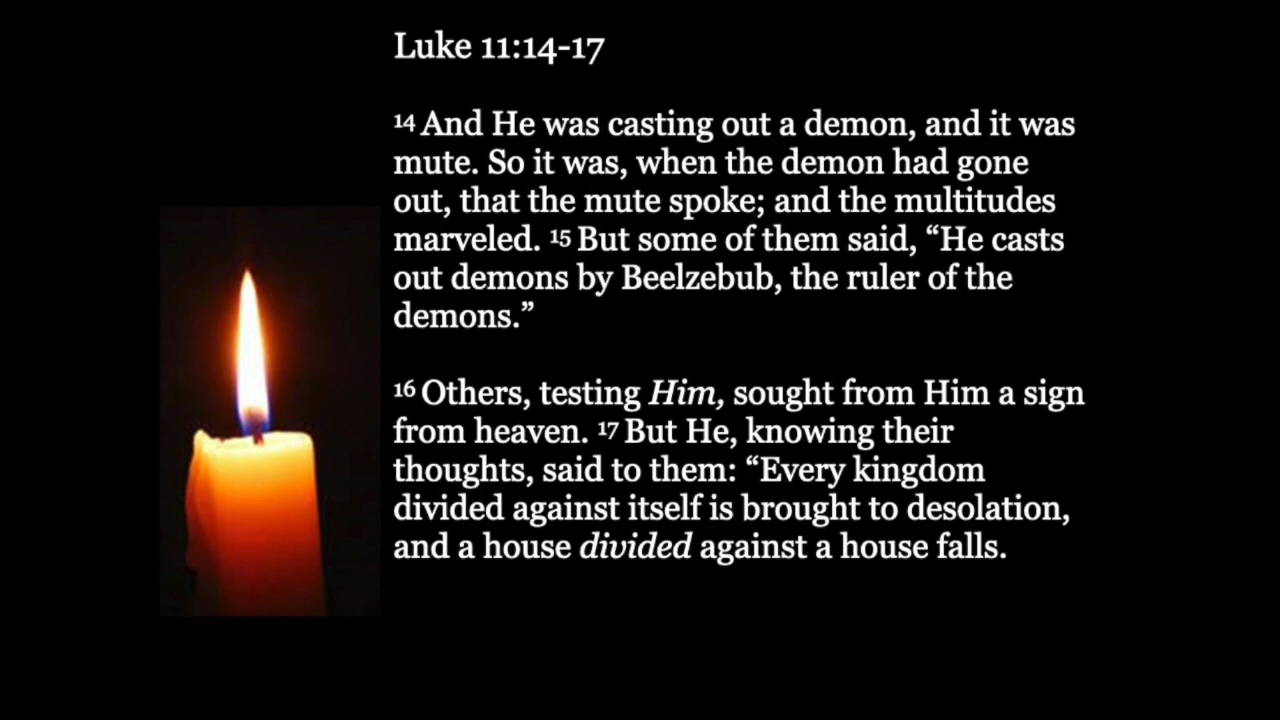 Luke 11:14-17
14 And He was casting out a demon, and it was
mute. So it was, when the demon had gone
out, that the mute spoke; and the multitudes
marveled. 15 But some of them said, “He casts
out demons by Beelzebub, the ruler of the
demons.”
16 Others, testing Him, sought from Him a sign
from heaven. 17 But He, knowing their
thoughts, said to them: “Every kingdom
divided against itself is brought to desolation,
and a house divided against a house falls.